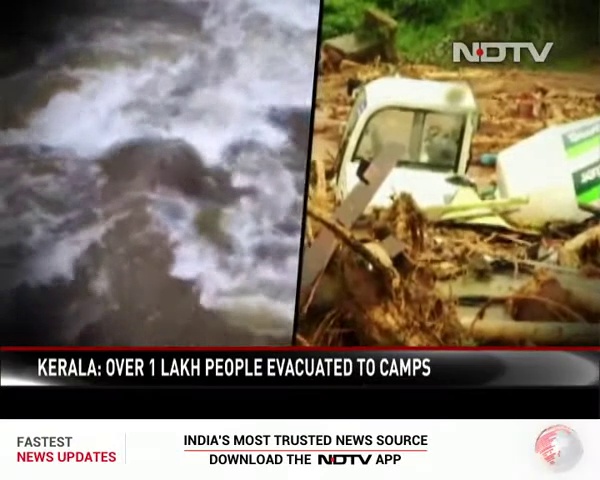 NDTV
KERALA: OVER 1 LAKH PEOPLE EVACUATED TO CAMPS
FASTEST
NEWS UPDATES
INDIA'S MOST TRUSTED NEWS SOURCE
DOWNLOAD THE NDTV APP